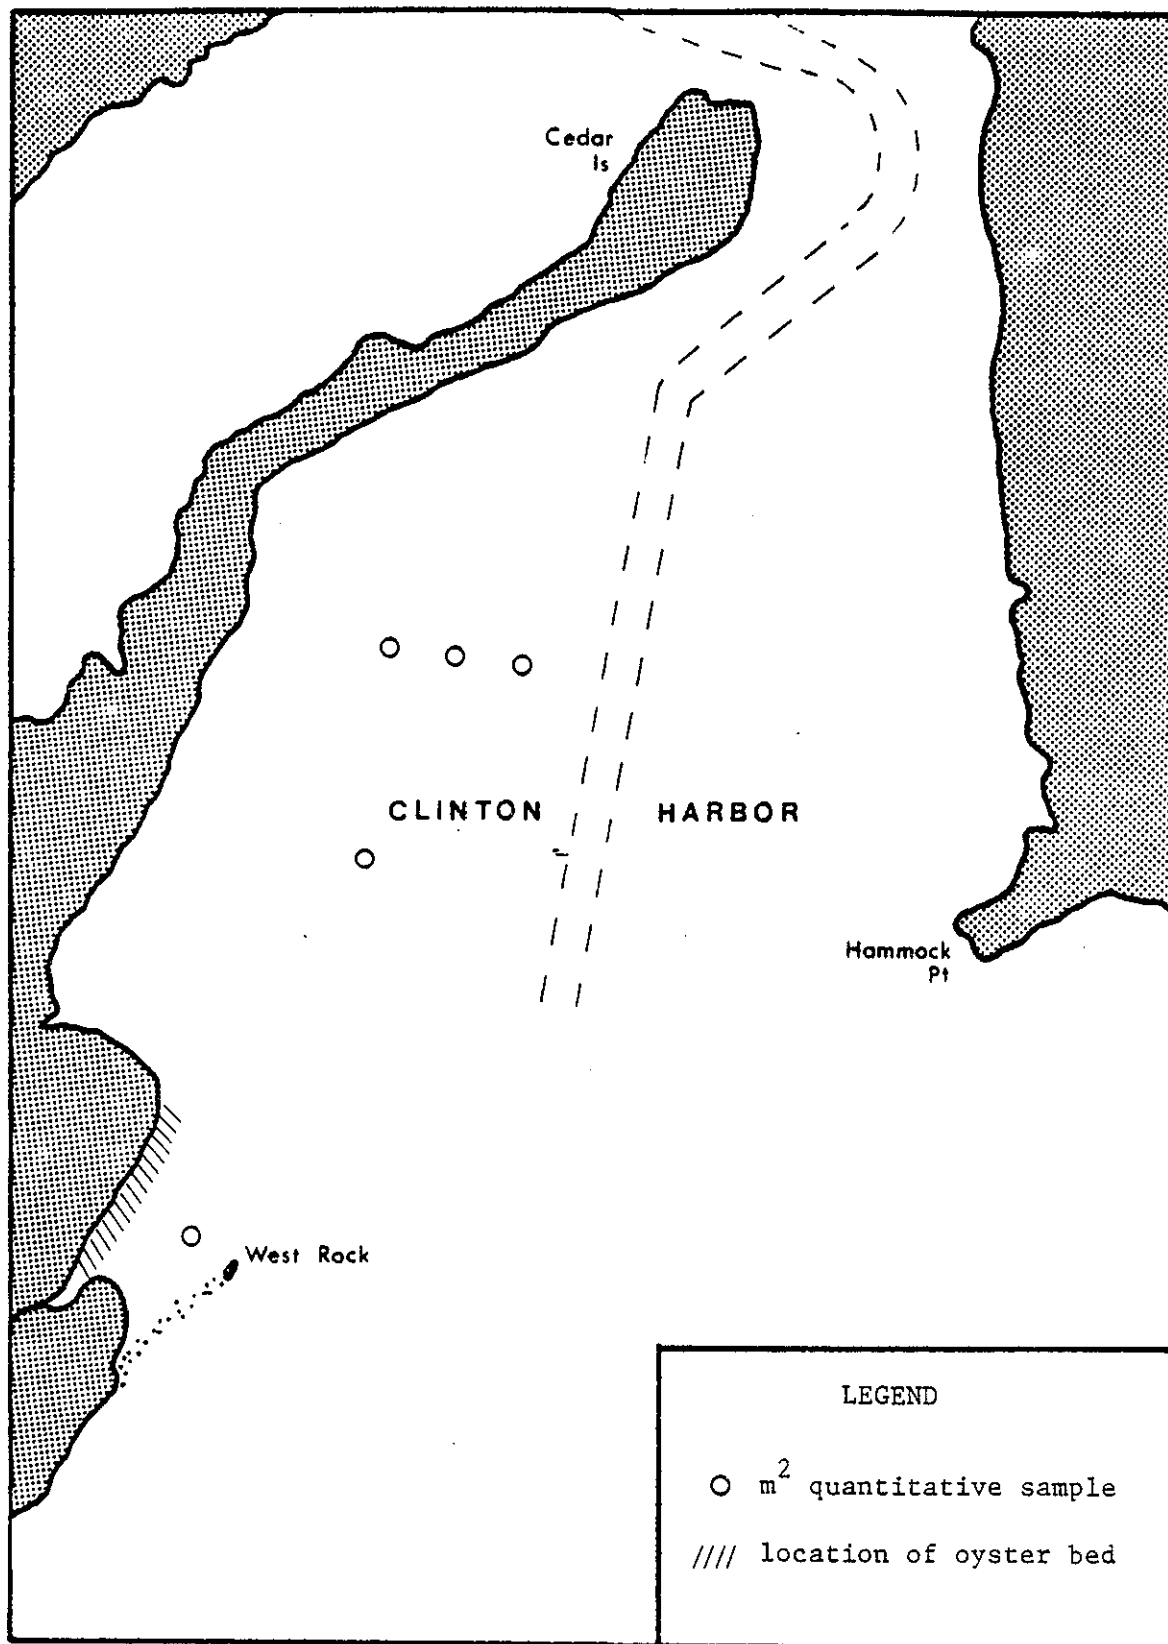 Cedar
Is
CLINTON HARBOR
Hammock
Pt
West Rock
LEGEND
m² quantitative sample
location of oyster bed